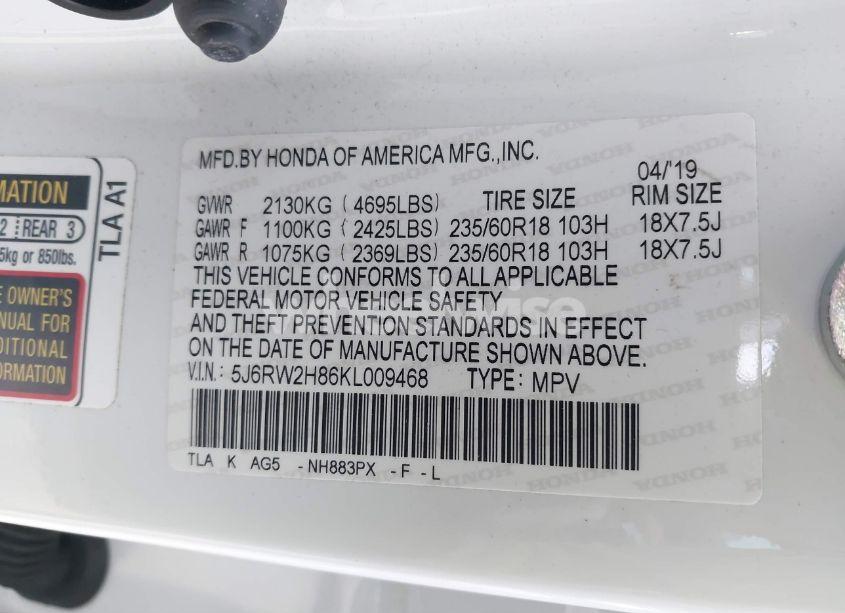 MFD.BY HONDA OF AMERICA MFG.,INC.
04/'19
GVWR 2130KG ( 4695LBS) TIRE SIZE RIM SIZE
GAWR F 1100KG ( 2425LBS) 235/60R18 103H 18X7.5J
GAWR R 1075KG ( 2369LBS) 235/60R18 103H 18X7.5J
THIS VEHICLE CONFORMS TO ALL APPLICABLE
FEDERAL MOTOR VEHICLE SAFETY
AND THEFT PREVENTION STANDARDS IN EFFECT
ON THE DATE OF MANUFACTURE SHOWN ABOVE.
V.I.N.: 5J6RW2H86KL009468 TYPE: MPV
TLA K AG5 -NH883PX -F -L
MATION
2 REAR 3
5kg or 850lbs.
E OWNER'S
NUAL FOR
DITIONAL
FORMATION
TLA A1